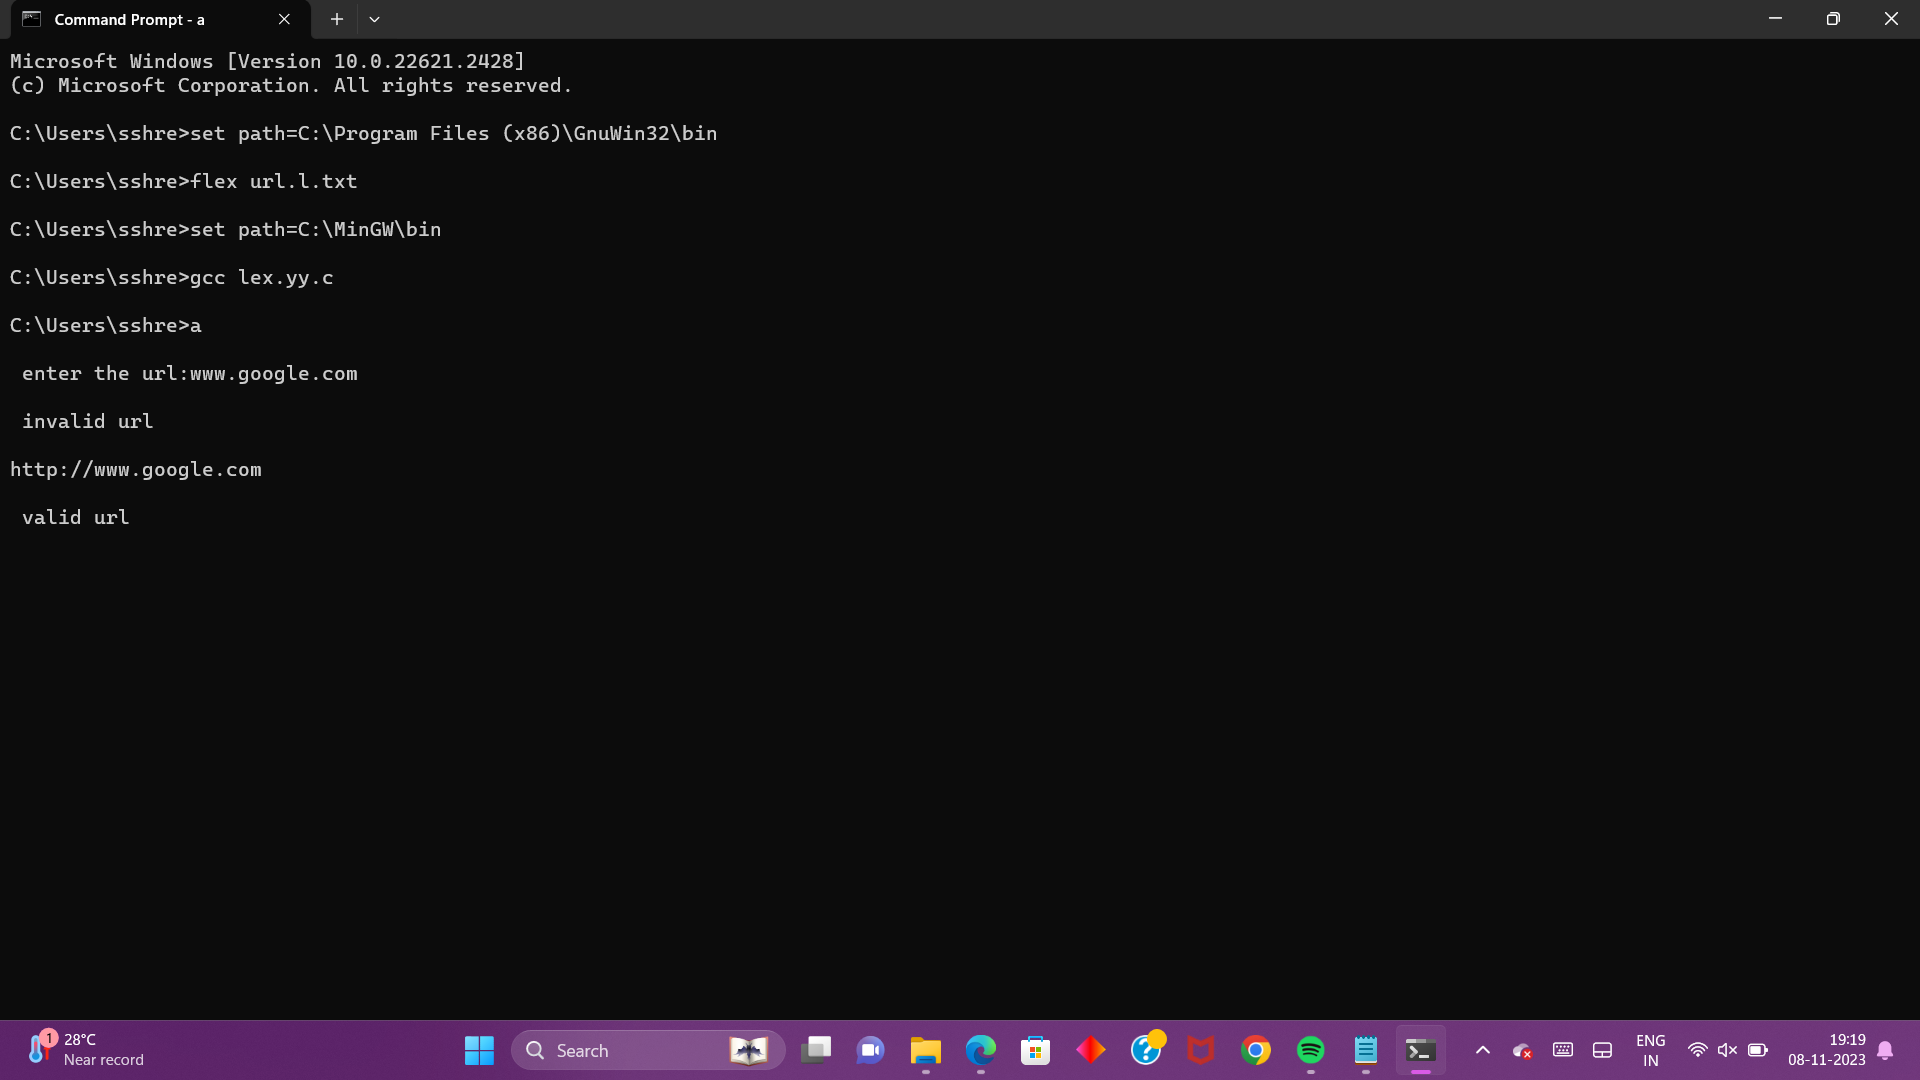 Command Prompt - a
Microsoft Windows [Version 10.0.22621.2428]
(c) Microsoft Corporation. All rights reserved.
C:\Users\sshre>set path=C:\Program Files (x86)\GnuWin32\bin
C:\Users\sshre>flex url.l.txt
C:\Users\sshre>set path=C:\MinGW\bin
C:\Users\sshre>gcc lex.yy.c
C:\Users\sshre>a
enter the url:www.google.com
invalid url
http://www.google.com
valid url
1
28°C
Near record
Search
ENG
IN
19:19
08-11-2023